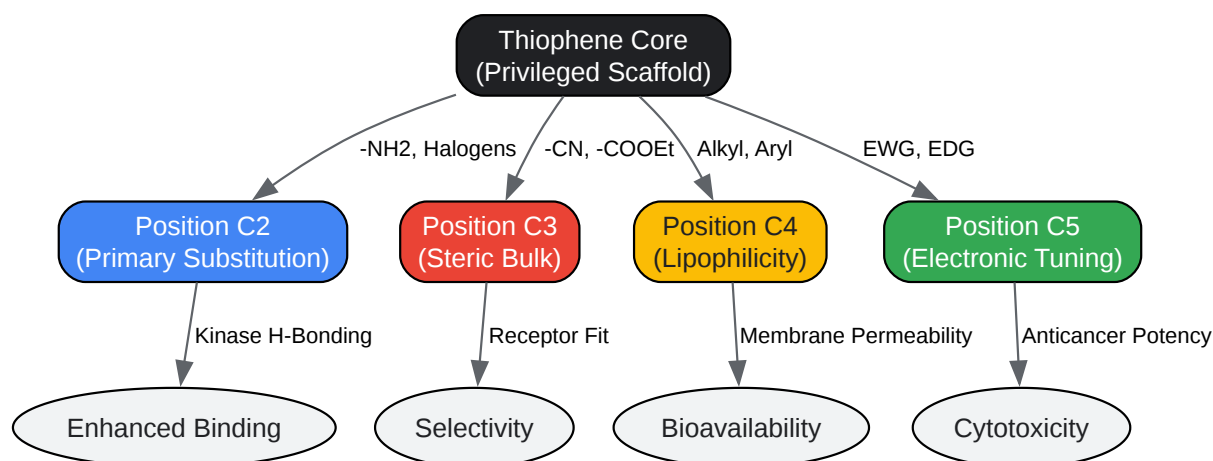 Thiophene Core
(Privileged Scaffold)
-NH2, Halogens
-CN, -COOEt
Alkyl, Aryl
EWG, EDG
Position C2
(Primary Substitution)
Position C3
(Steric Bulk)
Position C4
(Lipophilicity)
Position C5
(Electronic Tuning)
Kinase H-Bonding
Receptor Fit
Membrane Permeability
Anticancer Potency
Enhanced Binding
Selectivity
Bioavailability
Cytotoxicity